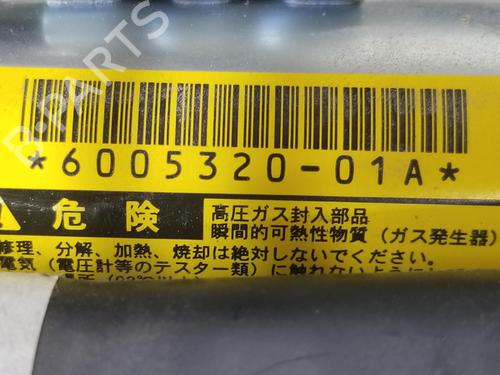 B-PARTS
*6005320-01A*
危険
高圧ガス封入部品
瞬間的可熱性物質(ガス発生器)
修理、分解、加熱、焼却は絶対しないでください。
電気(電圧計等のテスター類)に触れないように